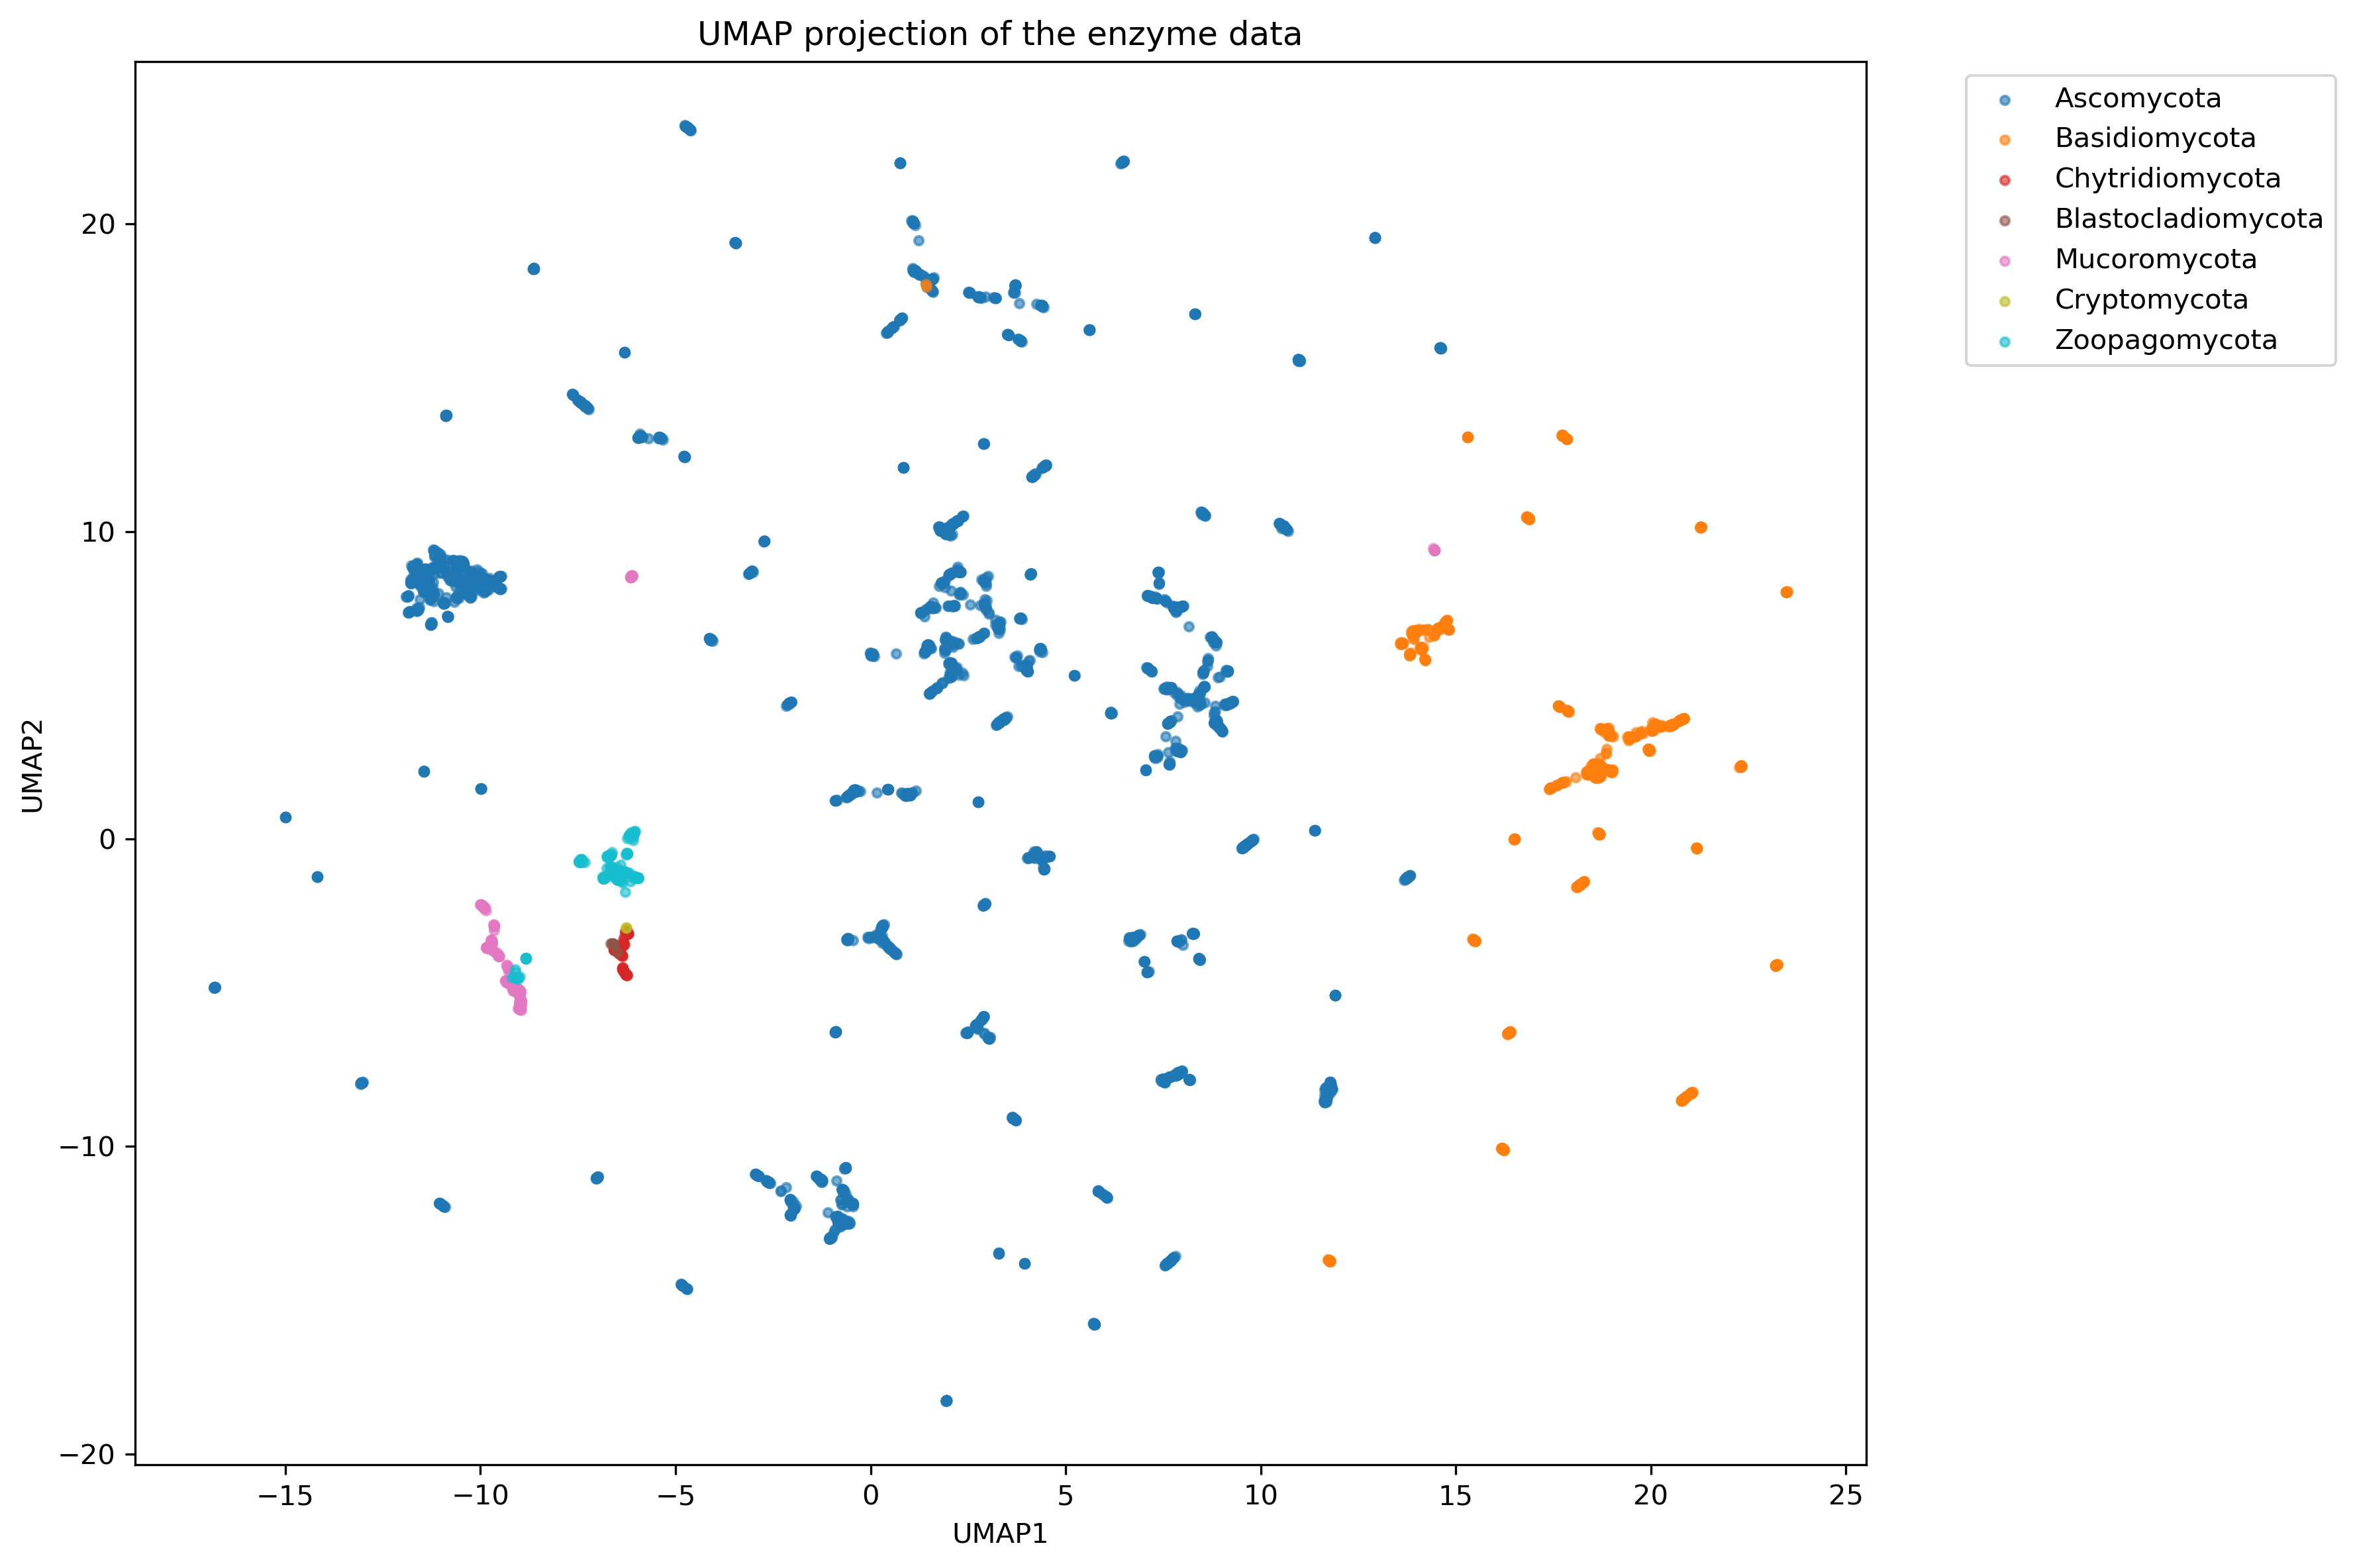 UMAP projection of the enzyme data
Ascomycota
Basidiomycota
Chytridiomycota
Blastocladiomycota
Mucoromycota
Cryptomycota
Zoopagomycota
20
10
0
−10
−20
UMAP2
−15
−10
−5
0
5
10
15
20
25
UMAP1